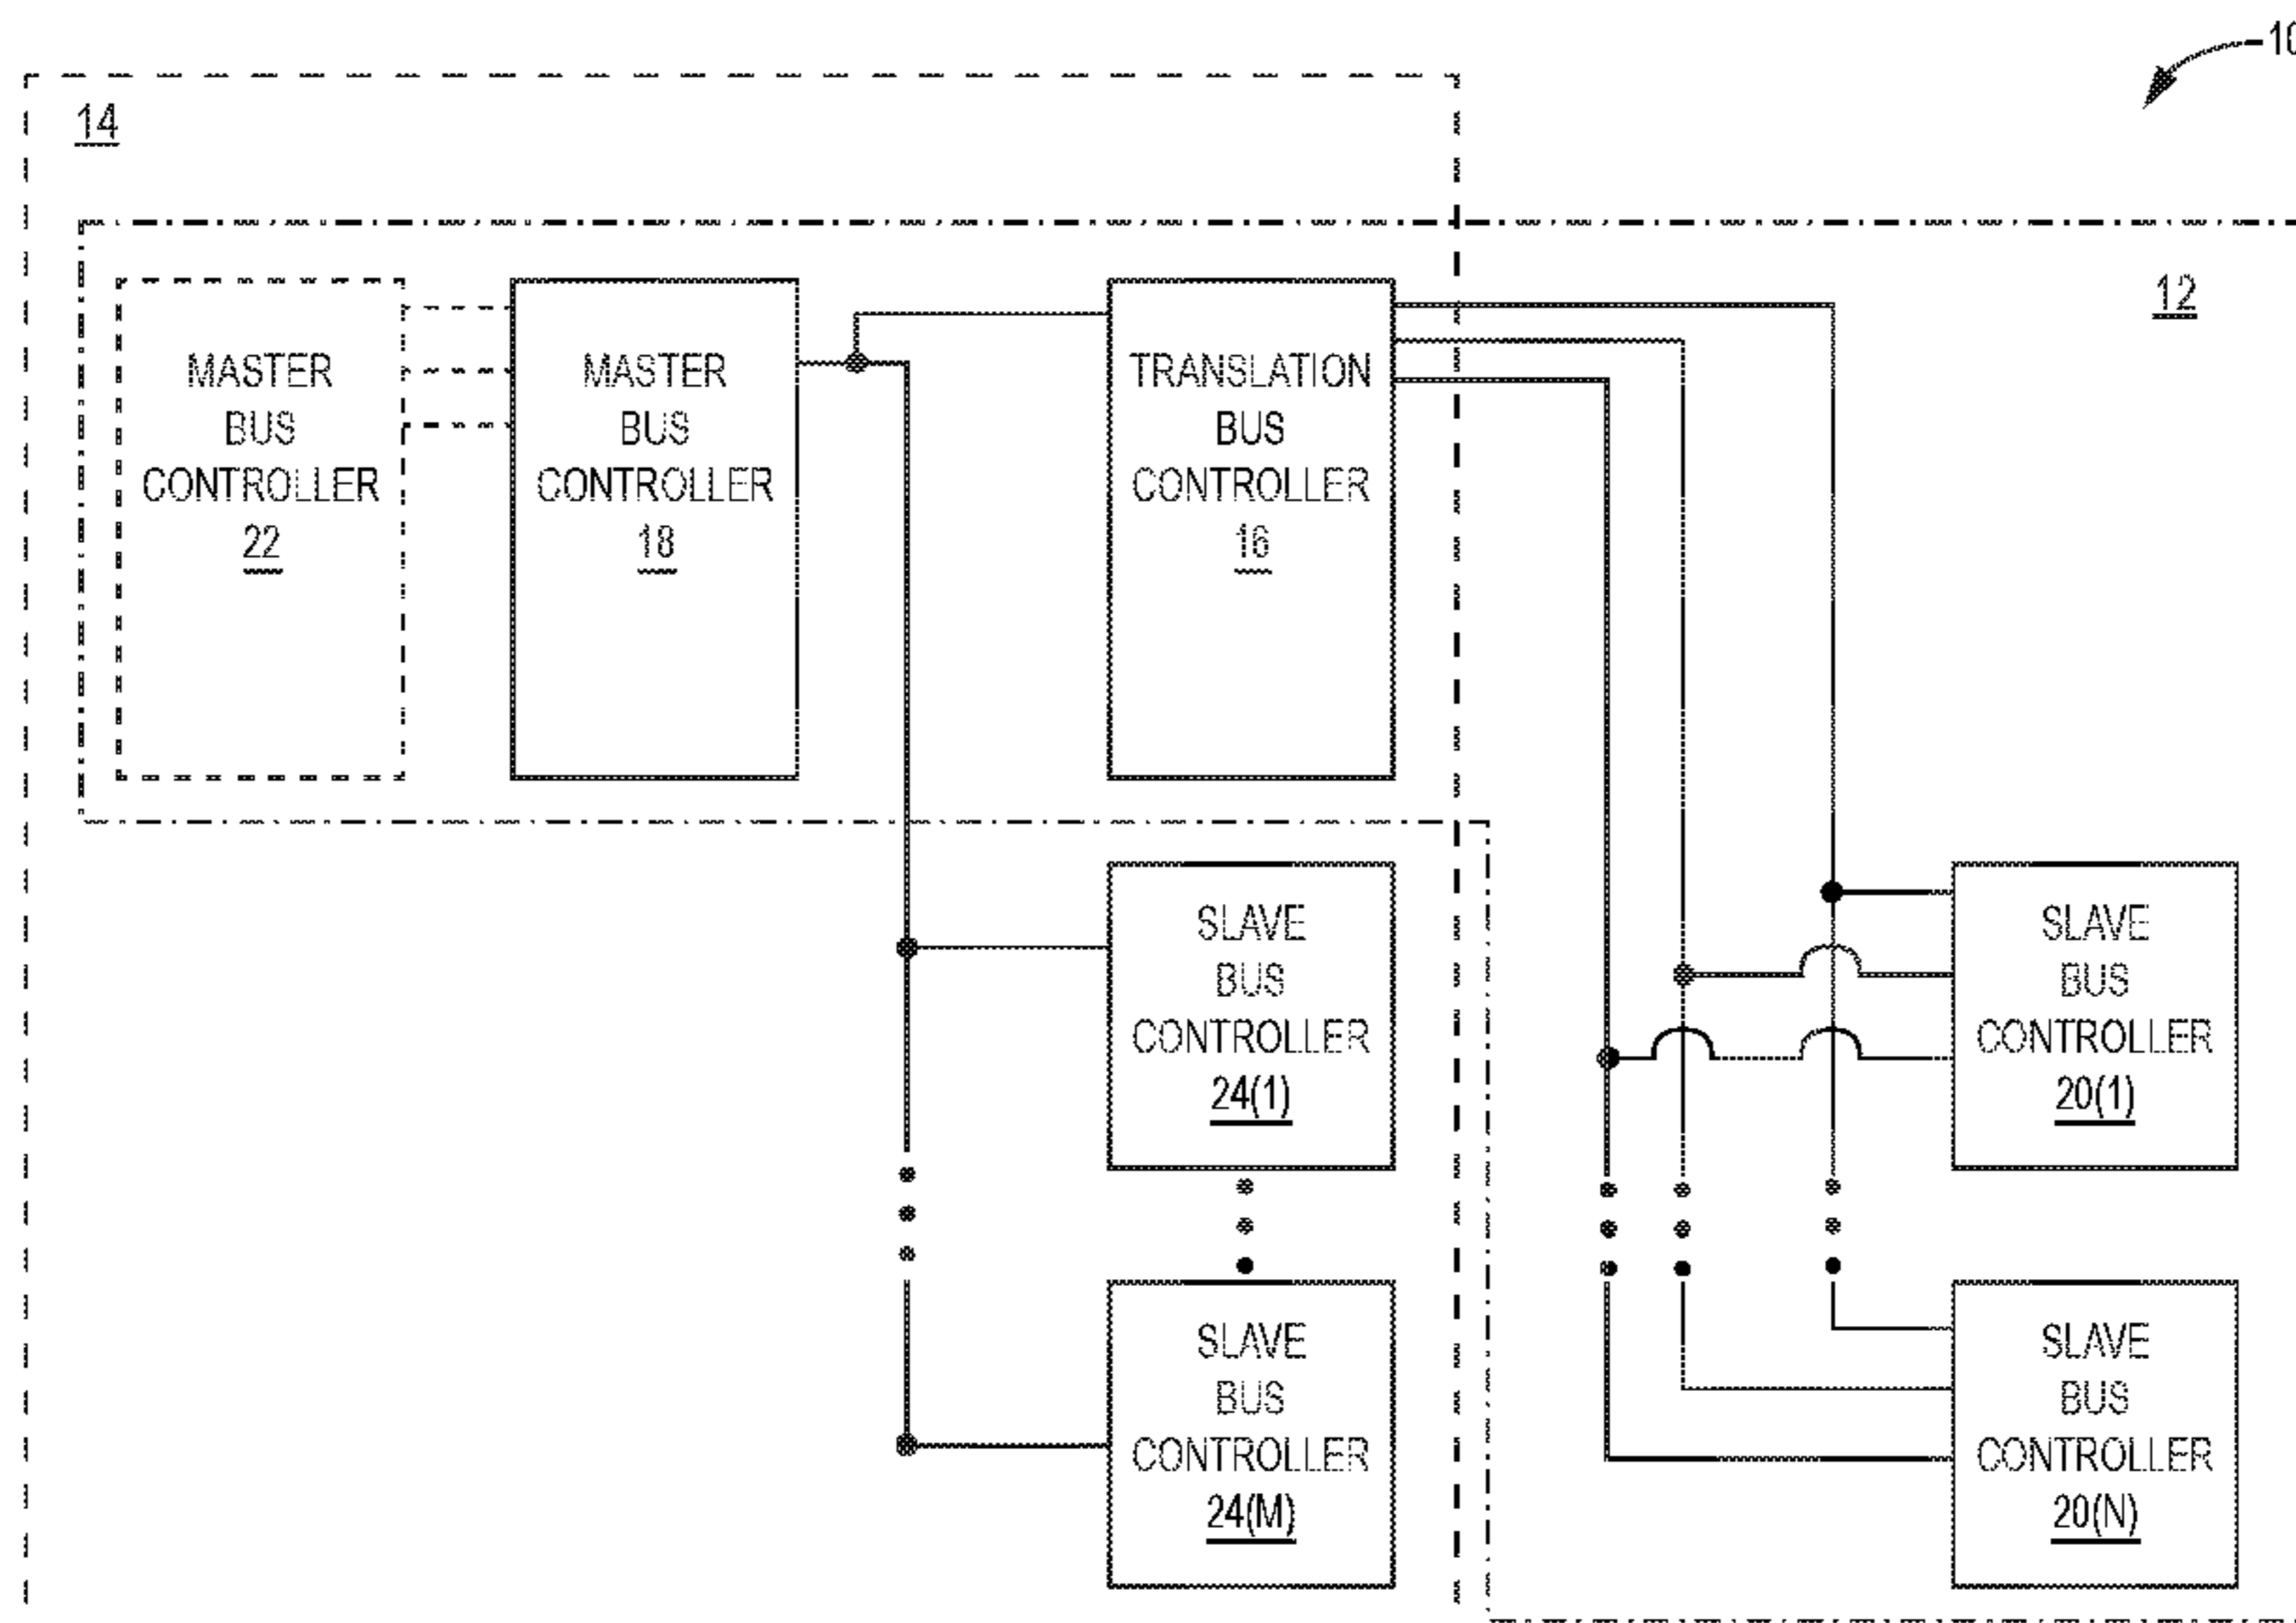 10
14
12
MASTER
BUS
CONTROLLER
22
MASTER
BUS
CONTROLLER
18
TRANSLATION
BUS
CONTROLLER
16
SLAVE
BUS
CONTROLLER
24(1)
SLAVE
BUS
CONTROLLER
20(1)
SLAVE
BUS
CONTROLLER
24(M)
SLAVE
BUS
CONTROLLER
20(N)